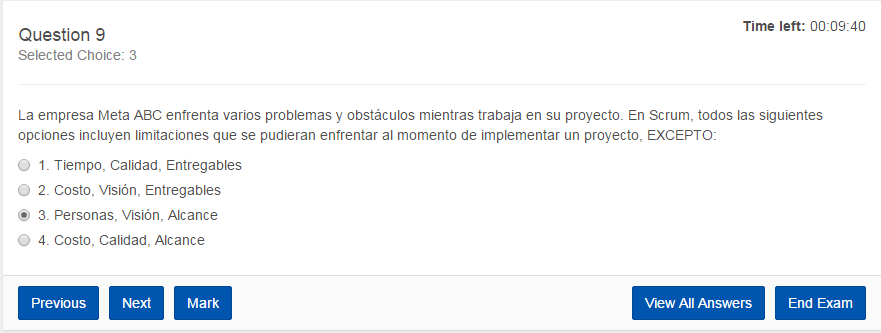 Question 9
Time left: 00:09:40
Selected Choice: 3
La empresa Meta ABC enfrenta varios problemas y obstáculos mientras trabaja en su proyecto. En Scrum, todos las siguientes
opciones incluyen limitaciones que se pudieran enfrentar al momento de implementar un proyecto, EXCEPTO:
1. Tiempo, Calidad, Entregables
2. Costo, Visión, Entregables
3. Personas, Visión, Alcance
4. Costo, Calidad, Alcance
Previous Next Mark View All Answers End Exam